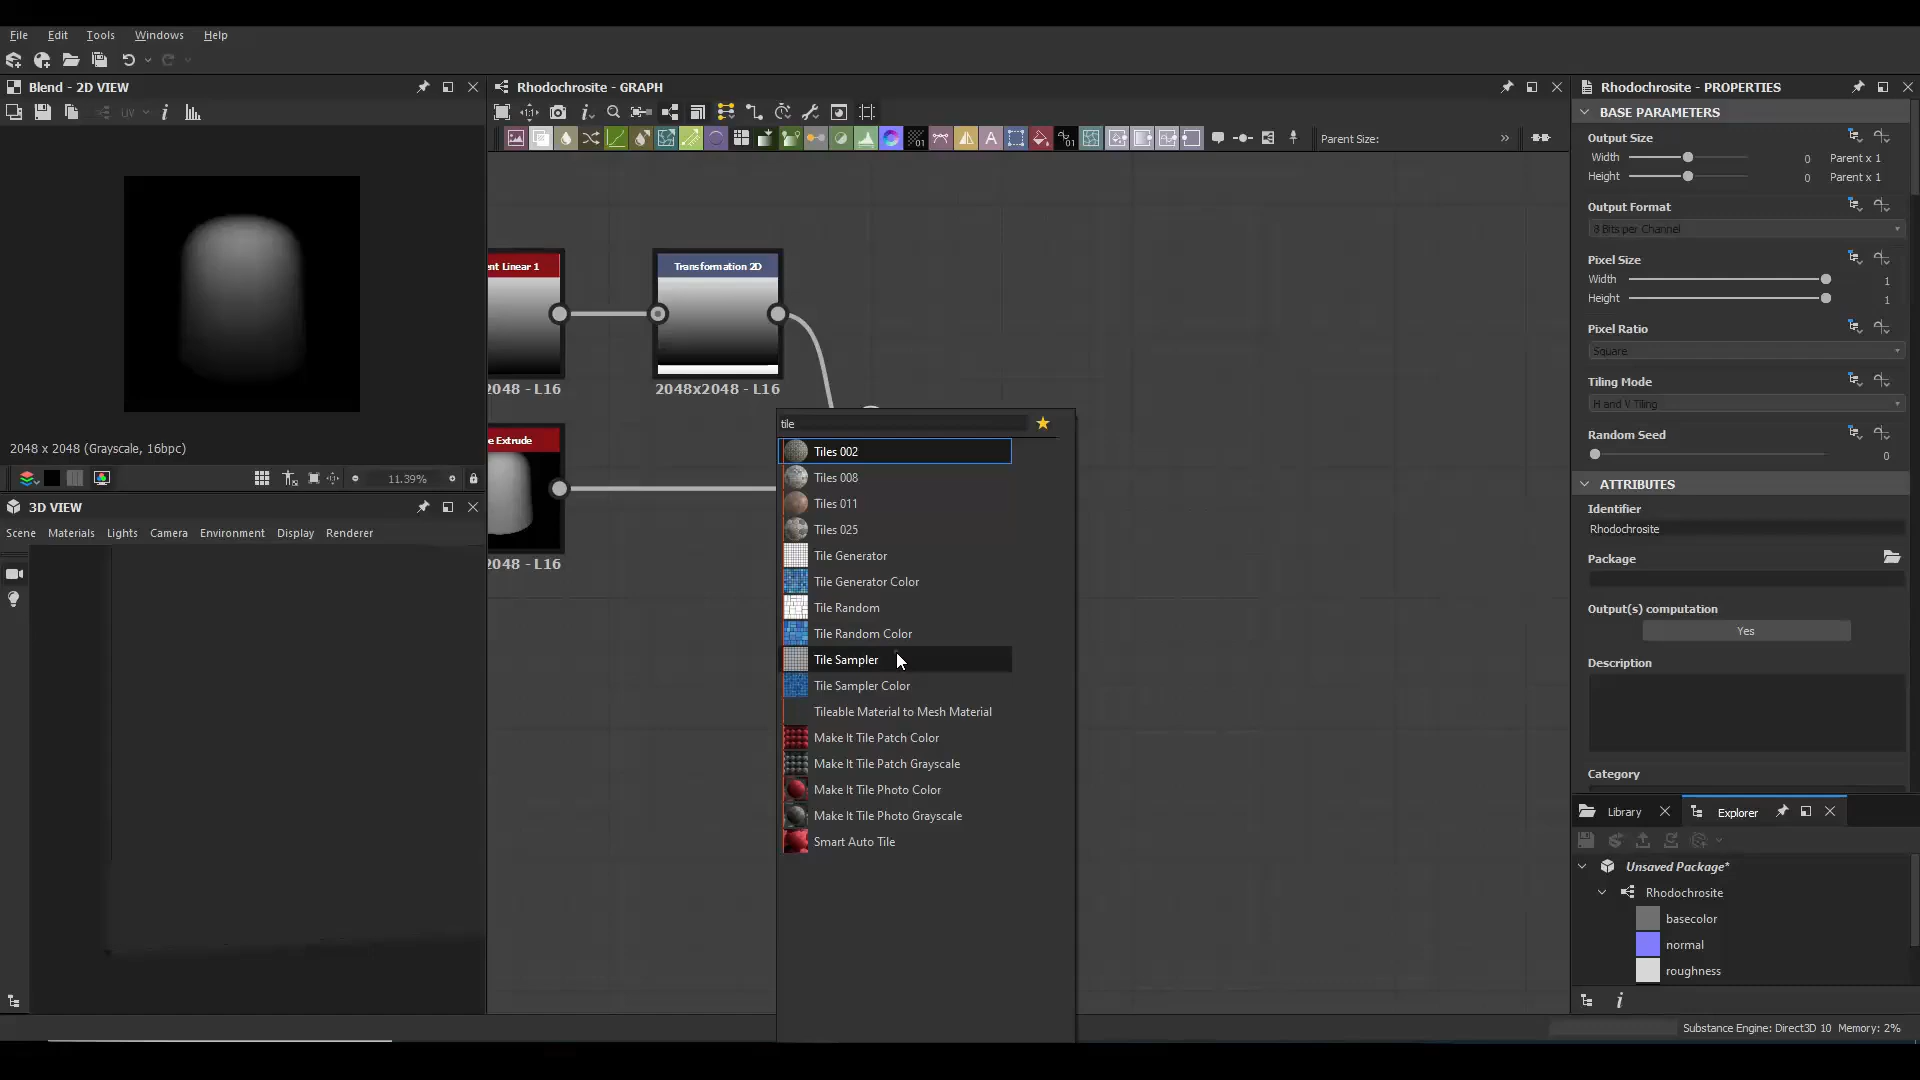 File Edit Tools Windows Help
Blend - 2D VIEW
Rhodochrosite - GRAPH
Rhodochrosite - PROPERTIES
UV
Parent Size:
BASE PARAMETERS
Output Size
Width 0 Parent x 1
Height 0 Parent x 1
Output Format
8 Bits per Channel
Pixel Size
Width 1
Height 1
Pixel Ratio
Square
Tiling Mode
H and V Tiling
Random Seed
0
ATTRIBUTES
Identifier
Rhodochrosite
Package
Output(s) computation
Yes
Description
Category
ent Linear 1
Transformation 2D
2048 - L16
2048x2048 - L16
e Extrude
2048 - L16
tile
Tiles 002
Tiles 008
Tiles 011
Tiles 025
Tile Generator
Tile Generator Color
Tile Random
Tile Random Color
Tile Sampler
Tile Sampler Color
Tileable Material to Mesh Material
Make It Tile Patch Color
Make It Tile Patch Grayscale
Make It Tile Photo Color
Make It Tile Photo Grayscale
Smart Auto Tile
2048 x 2048 (Grayscale, 16bpc)
11.39%
3D VIEW
Scene Materials Lights Camera Environment Display Renderer
Library Explorer
Unsaved Package*
Rhodochrosite
basecolor
normal
roughness
Substance Engine: Direct3D 10 Memory: 2%